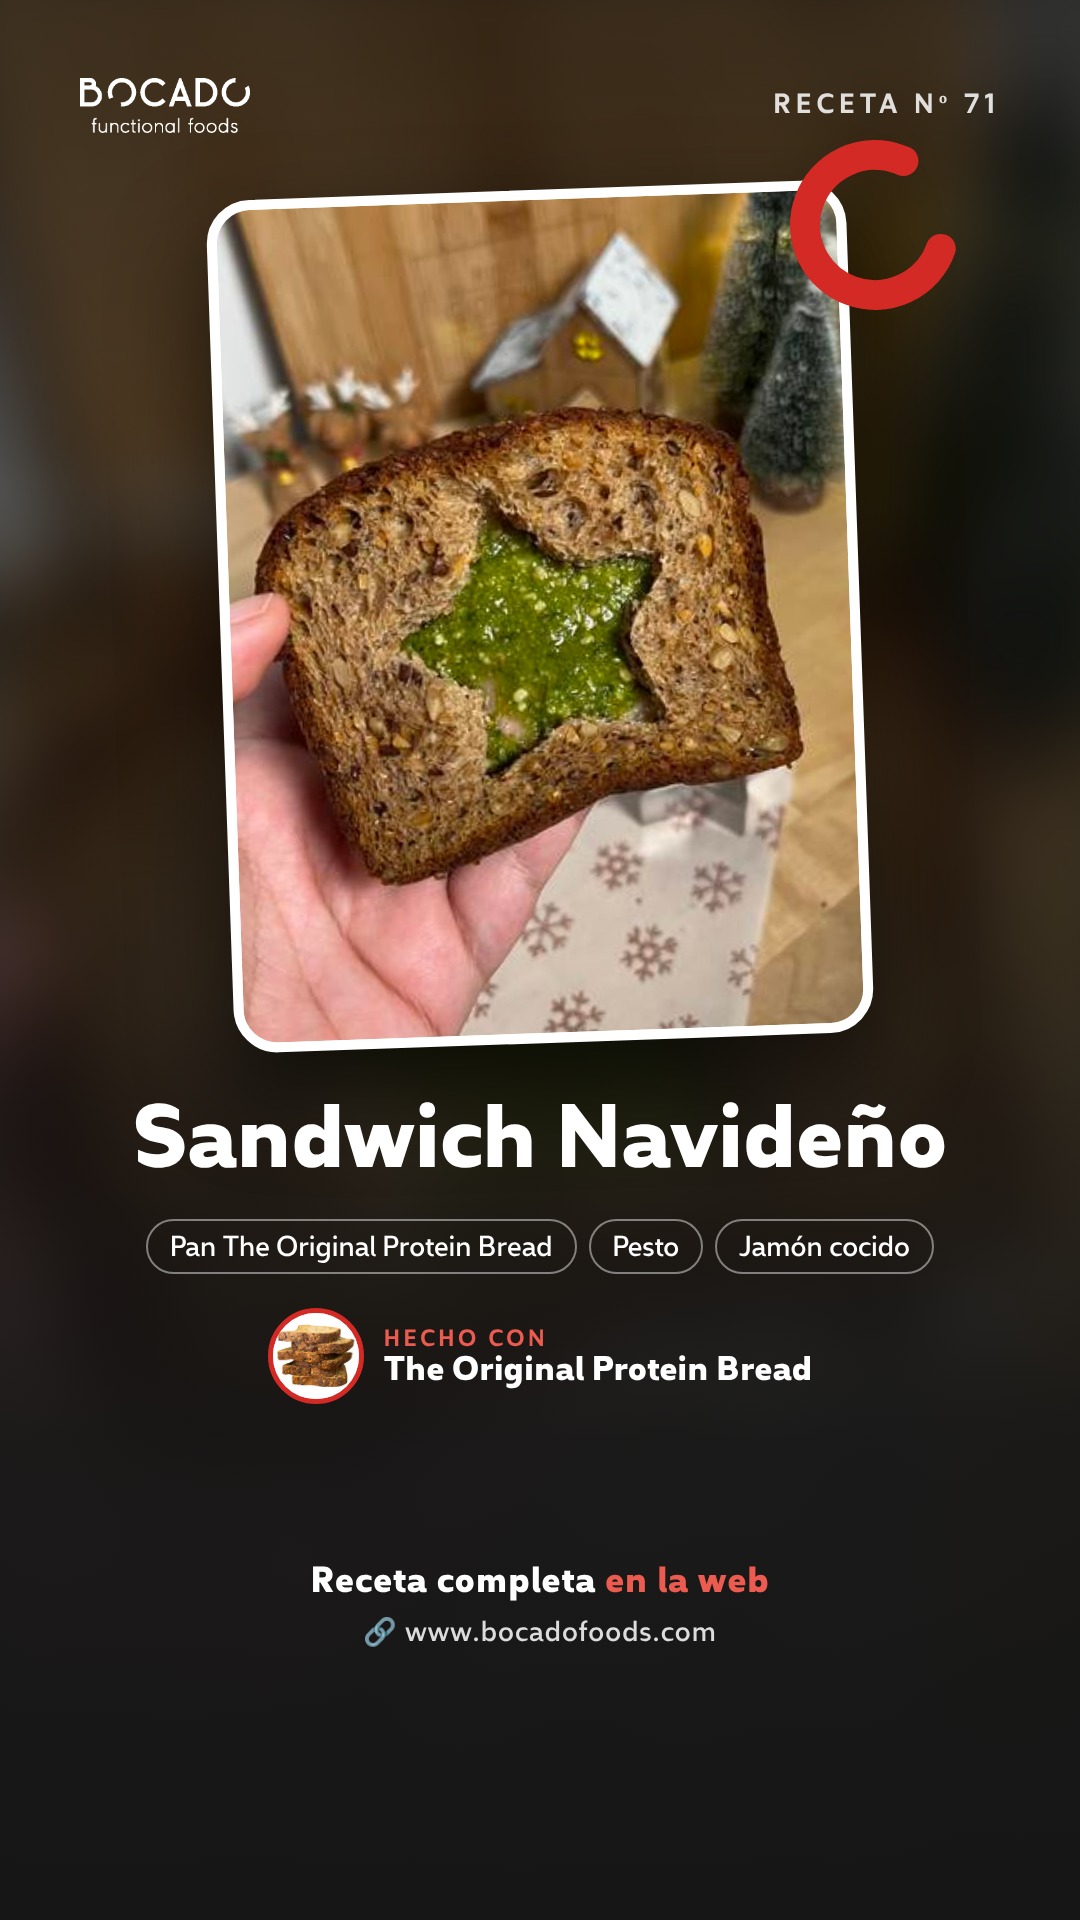 BOCADO
functional foods
RECETA Nº 71
Sandwich Navideño
Pan The Original Protein Bread
Pesto
Jamón cocido
HECHO CON
The Original Protein Bread
Receta completa en la web
www.bocadofoods.com